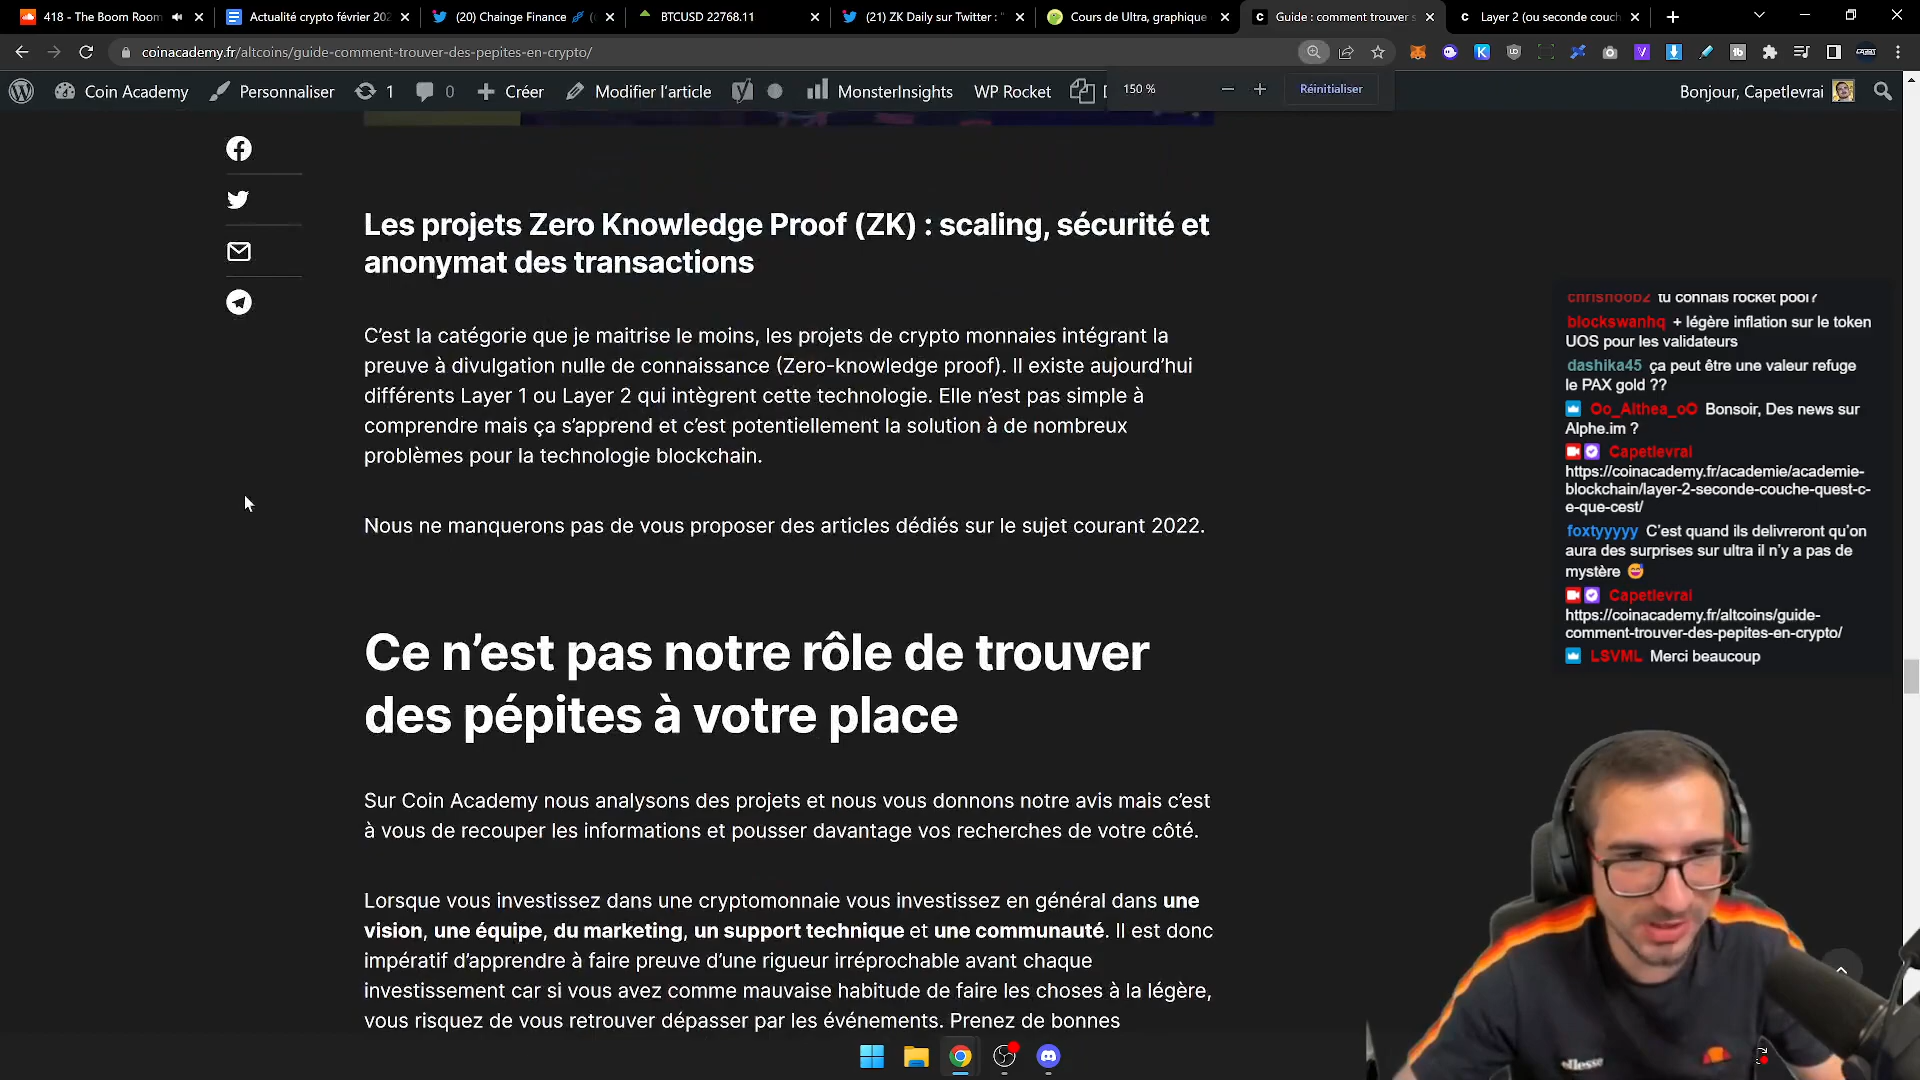 418 - The Boom Room
Actualité crypto février 202
(20) Chainge Finance
BTCUSD 22768.11
(21) ZK Daily sur Twitter : "
Cours de Ultra, graphique
Guide : comment trouver
Layer 2 (ou seconde couch
coinacademy.fr/altcoins/guide-comment-trouver-des-pepites-en-crypto/
Coin Academy
Personnaliser
1
0
Créer
Modifier l'article
MonsterInsights
WP Rocket
150 %
Réinitialiser
Bonjour, Capetlevrai
Les projets Zero Knowledge Proof (ZK) : scaling, sécurité et
anonymat des transactions
C'est la catégorie que je maitrise le moins, les projets de crypto monnaies intégrant la
preuve à divulgation nulle de connaissance (Zero-knowledge proof). Il existe aujourd'hui
différents Layer 1 ou Layer 2 qui intègrent cette technologie. Elle n'est pas simple à
comprendre mais ça s'apprend et c'est potentiellement la solution à de nombreux
problèmes pour la technologie blockchain.
Nous ne manquerons pas de vous proposer des articles dédiés sur le sujet courant 2022.
Ce n'est pas notre rôle de trouver
des pépites à votre place
Sur Coin Academy nous analysons des projets et nous vous donnons notre avis mais c'est
à vous de recouper les informations et pousser davantage vos recherches de votre côté.
Lorsque vous investissez dans une cryptomonnaie vous investissez en général dans une
vision, une équipe, du marketing, un support technique et une communauté. Il est donc
impératif d'apprendre à faire preuve d'une rigueur irréprochable avant chaque
investissement car si vous avez comme mauvaise habitude de faire les choses à la légère,
vous risquez de vous retrouver dépasser par les événements. Prenez de bonnes
chrisnoob2 tu connais rocket pool?
blockswanhq + légère inflation sur le token
UOS pour les validateurs
dashika45 ça peut être une valeur refuge
le PAX gold ??
Oo_Althea_oO Bonsoir, Des news sur
Alphe.im ?
Capetlevrai
https://coinacademy.fr/academie/academie-
blockchain/layer-2-seconde-couche-quest-c-
e-que-cest/
foxtyyyyy C'est quand ils delivreront qu'on
aura des surprises sur ultra il n'y a pas de
mystère
Capetlevrai
https://coinacademy.fr/altcoins/guide-
comment-trouver-des-pepites-en-crypto/
LSVML Merci beaucoup
ellesse